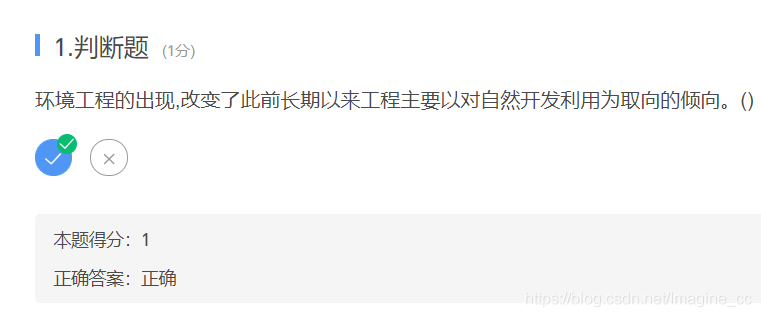 1.判断题 (1分)
环境工程的出现,改变了此前长期以来工程主要以对自然开发利用为取向的倾向。()
本题得分：1
正确答案：正确
https://blog.csdn.net/Imagine_cc